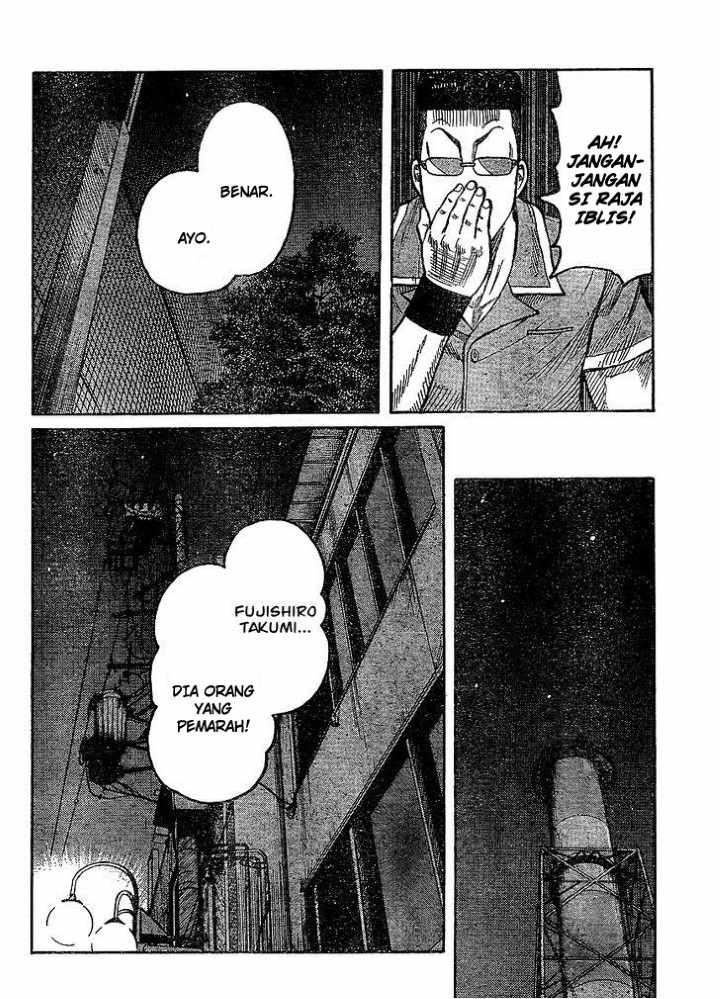 AH!
JANGAN-
JANGAN
SI RAJA
IBLIS!
BENAR.
AYO.
FUJISHIRO
TAKUMI...
DIA ORANG
YANG
PEMARAH!